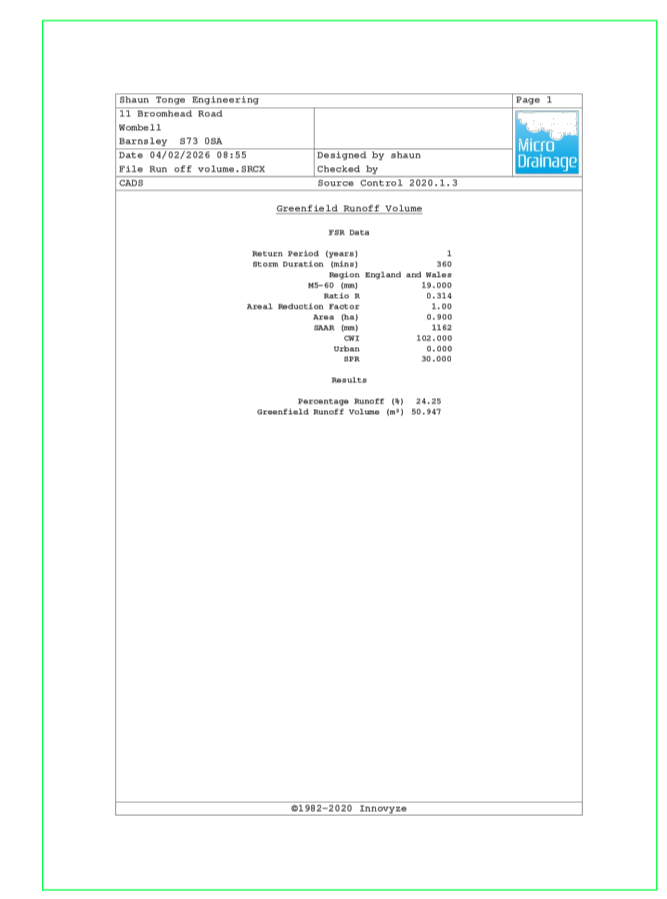 Shaun Tonge Engineering Page 1
11 Broomhead Road
Wombell
Barnsley S73 0SA
Micro
Drainage
Date 04/02/2026 08:55 Designed by shaun
File Run off volume.SRCX Checked by
CADS Source Control 2020.1.3
Greenfield Runoff Volume
FSR Data
Return Period (years) 1
Storm Duration (mins) 360
Region England and Wales
M5-60 (mm) 19.000
Ratio R 0.314
Areal Reduction Factor 1.00
Area (ha) 0.900
SAAR (mm) 1162
CWI 102.000
Urban 0.000
SPR 30.000
Results
Percentage Runoff (%) 24.25
Greenfield Runoff Volume (m³) 50.947
©1982-2020 Innovyze